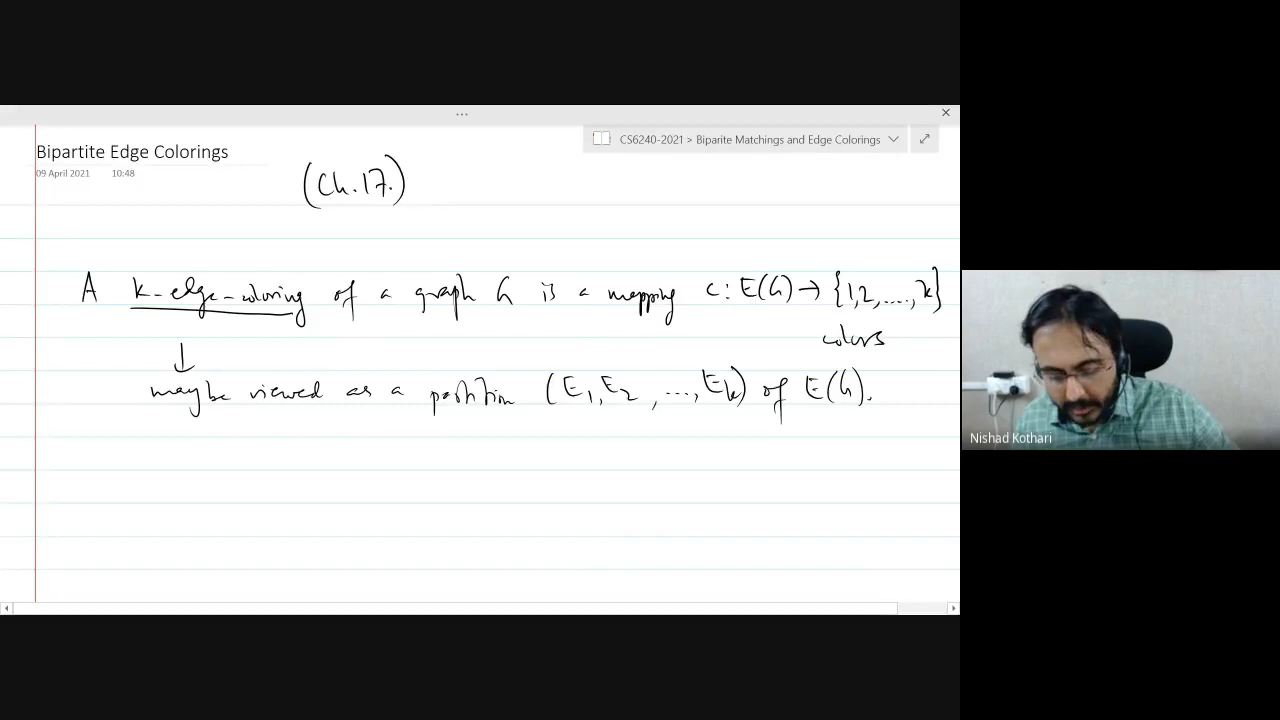 CS6240-2021 > Biparite Matchings and Edge Colorings
Bipartite Edge Colorings
09 April 2021 10:48
(Ch.17.)
A k-edge-coloring of a graph G is a mapping c : E(G) → {1,2,....,k}
colors
↓
maybe viewed as a partition (E1, E2, ..., Ek) of E(G).
Nishad Kothari